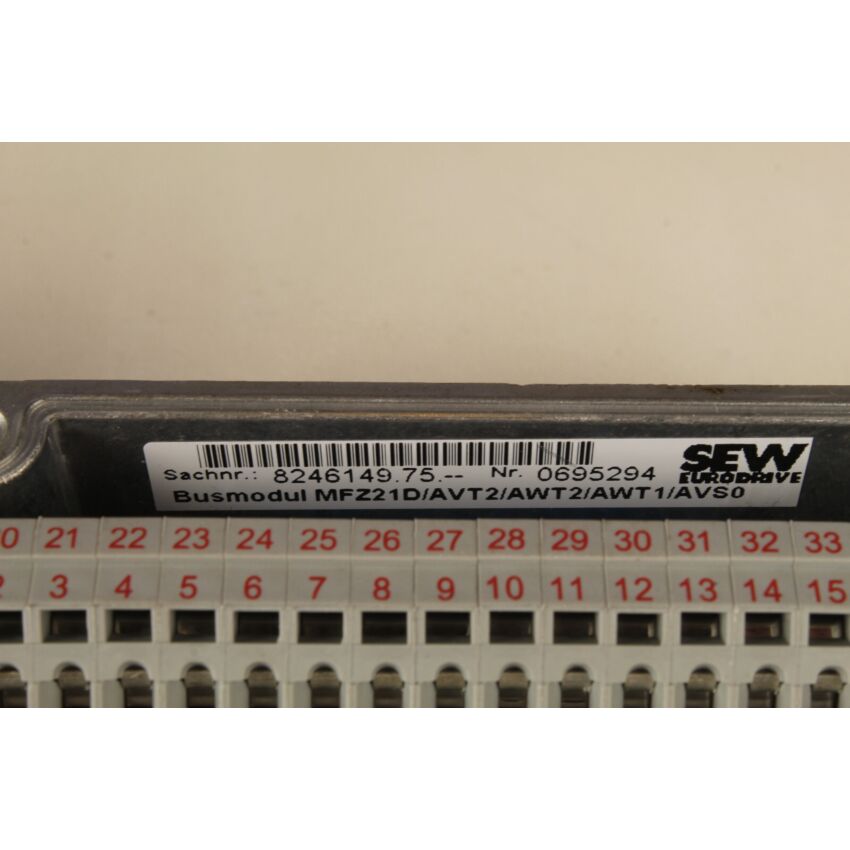 Sachnr.: 8246149.75.-- Nr. 0695294
SEW
EURODRIVE
Busmodul MFZ21D/AVT2/AWT2/AWT1/AVS0
21 22 23 24 25 26 27 28 29 30 31 32 33
3 4 5 6 7 8 9 10 11 12 13 14 15